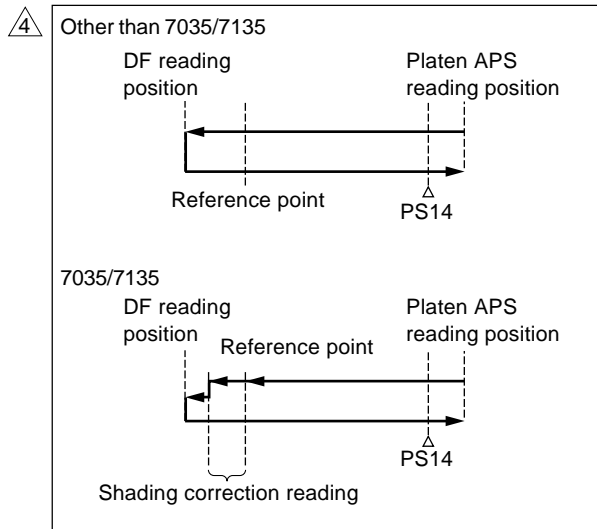 4
Other than 7035/7135
DF reading
position
Platen APS
reading position
Reference point
PS14
7035/7135
DF reading
position
Reference point
Platen APS
reading position
PS14
Shading correction reading